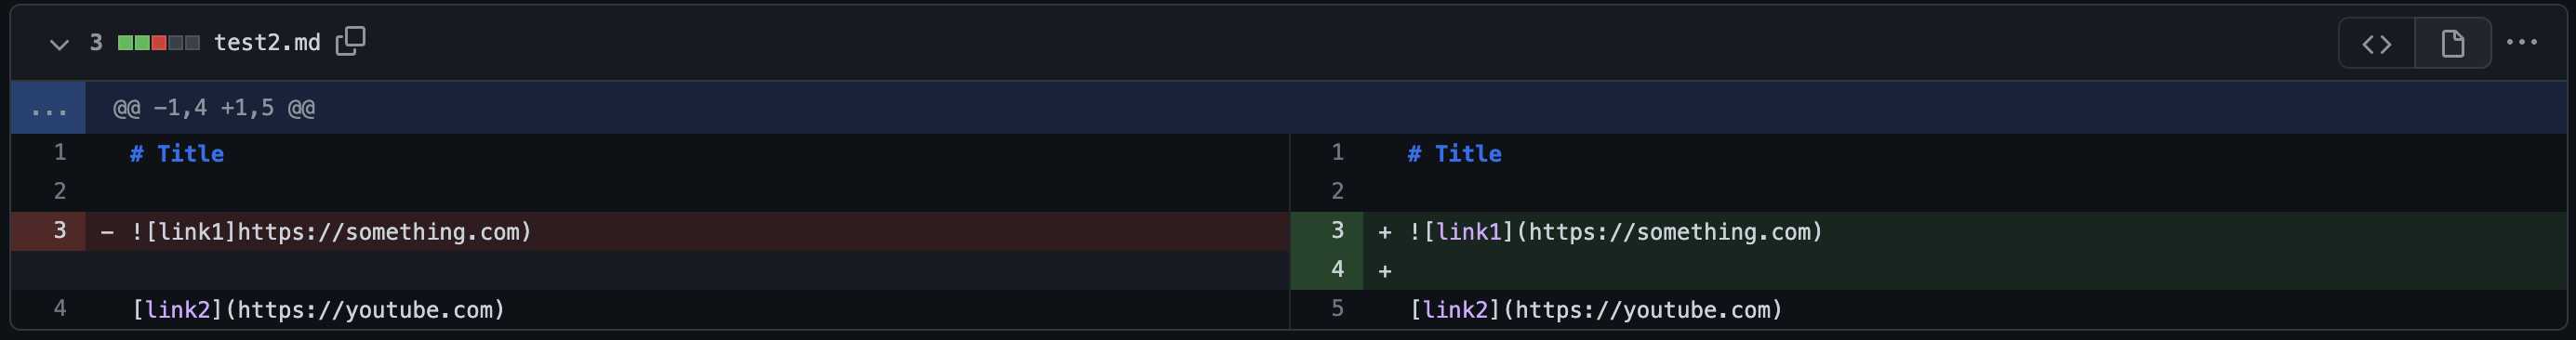 3 test2.md
... @@ -1,4 +1,5 @@
1 # Title
2
3 - ![link1]https://something.com)
4 [link2](https://youtube.com)
1 # Title
2
3 + ![link1](https://something.com)
4 +
5 [link2](https://youtube.com)